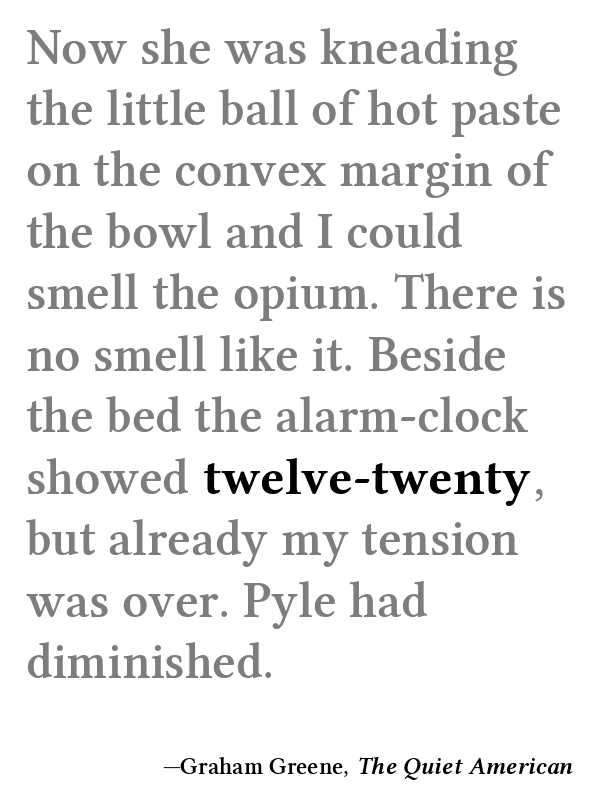 Now she was kneading
the little ball of hot paste
on the convex margin of
the bowl and I could
smell the opium. There is
no smell like it. Beside
the bed the alarm-clock
showed twelve-twenty,
but already my tension
was over. Pyle had
diminished.
—Graham Greene, The Quiet American